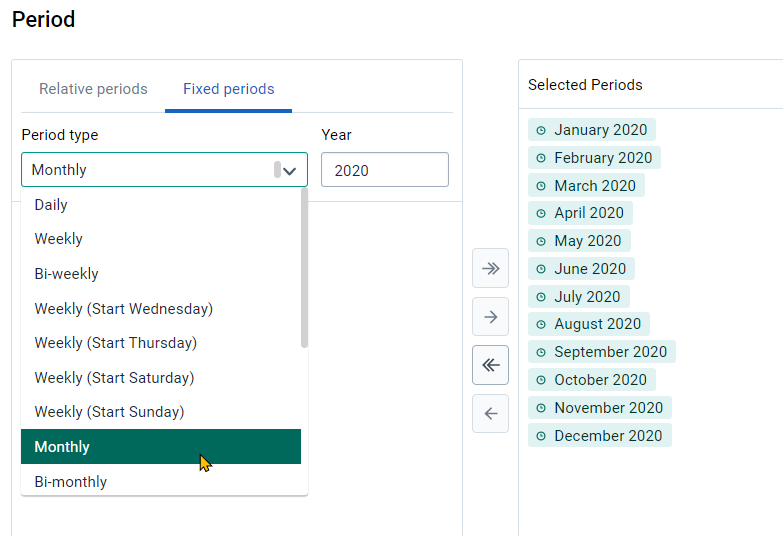 Period
Relative periods
Fixed periods
Period type
Year
Monthly
2020
Daily
Weekly
Bi-weekly
Weekly (Start Wednesday)
Weekly (Start Thursday)
Weekly (Start Saturday)
Weekly (Start Sunday)
Monthly
Bi-monthly
Selected Periods
January 2020
February 2020
March 2020
April 2020
May 2020
June 2020
July 2020
August 2020
September 2020
October 2020
November 2020
December 2020